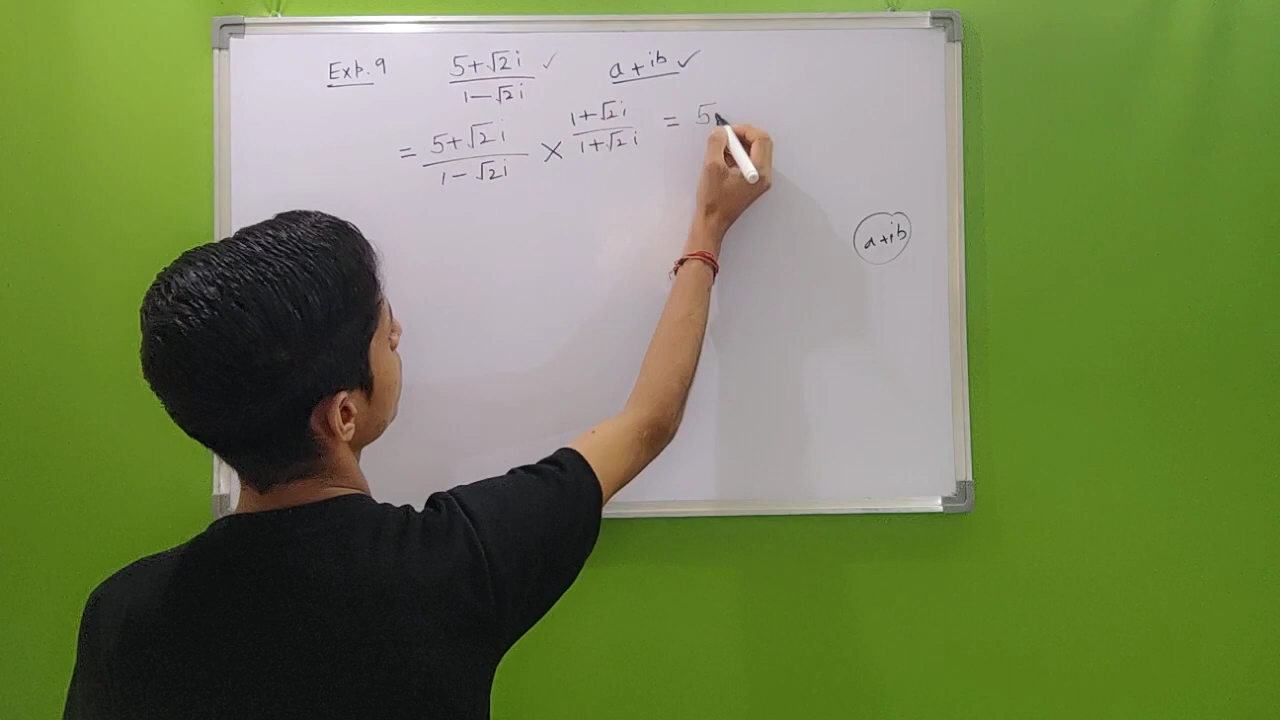 Exp. 9 (5+√2i)/(1-√2i) ✓ a+ib ✓
= (5+√2i)/(1-√2i) × (1+√2i)/(1+√2i) = 5
a+ib